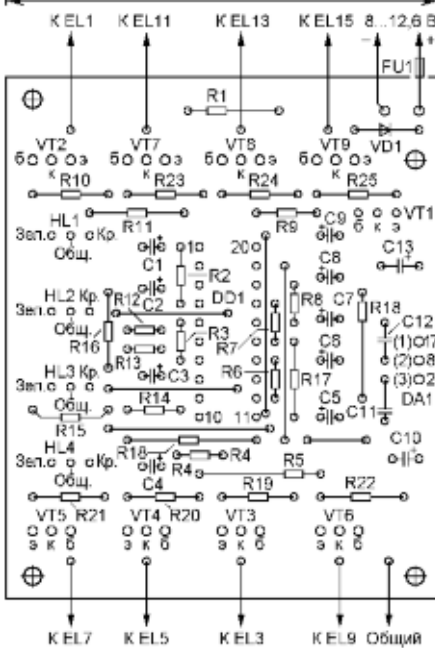 К EL1 К EL11 К EL13 К EL15 8...12,6 В
− +
FU1
R1
VT2 VT7 VT8 VT9 VD1
б к э б к э б к э б к э
R10 R23 R24 R25
HL1 R11 R9 C9 VT1
Зел. Кр. б к э
Общ. 1 20 C8 C13
C1 R2
HL2 Кр. R12 C2 DD1 R8 C7 R18 C12
Общ. R3 R7 (1) 17
R16 C6 (2) 8
HL3 Кр. R13 R6 R17 (3) 2
Зел. C3 DA1
Общ. R14 10 11 C5 C11
R15
HL4 R18 R4 C10
Зел. Кр. R4 R5
Общ. C4
R21 R20 R19 R22
VT5 VT4 VT3 VT6
э к б э к б э к б э к б
К EL7 К EL5 К EL3 К EL9 Общий